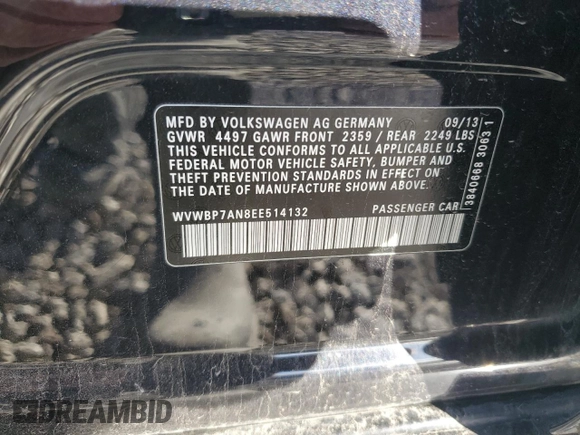 MFD BY VOLKSWAGEN AG GERMANY 09/13
GVWR 4497 GAWR FRONT 2359 / REAR 2249 LBS
THIS VEHICLE CONFORMS TO ALL APPLICABLE U.S.
FEDERAL MOTOR VEHICLE SAFETY, BUMPER AND
THEFT PREVENTION STANDARDS IN EFFECT ON
THE DATE OF MANUFACTURE SHOWN ABOVE.
WVWBP7AN8EE514132 PASSENGER CAR
3840668 30631
DREAMBID